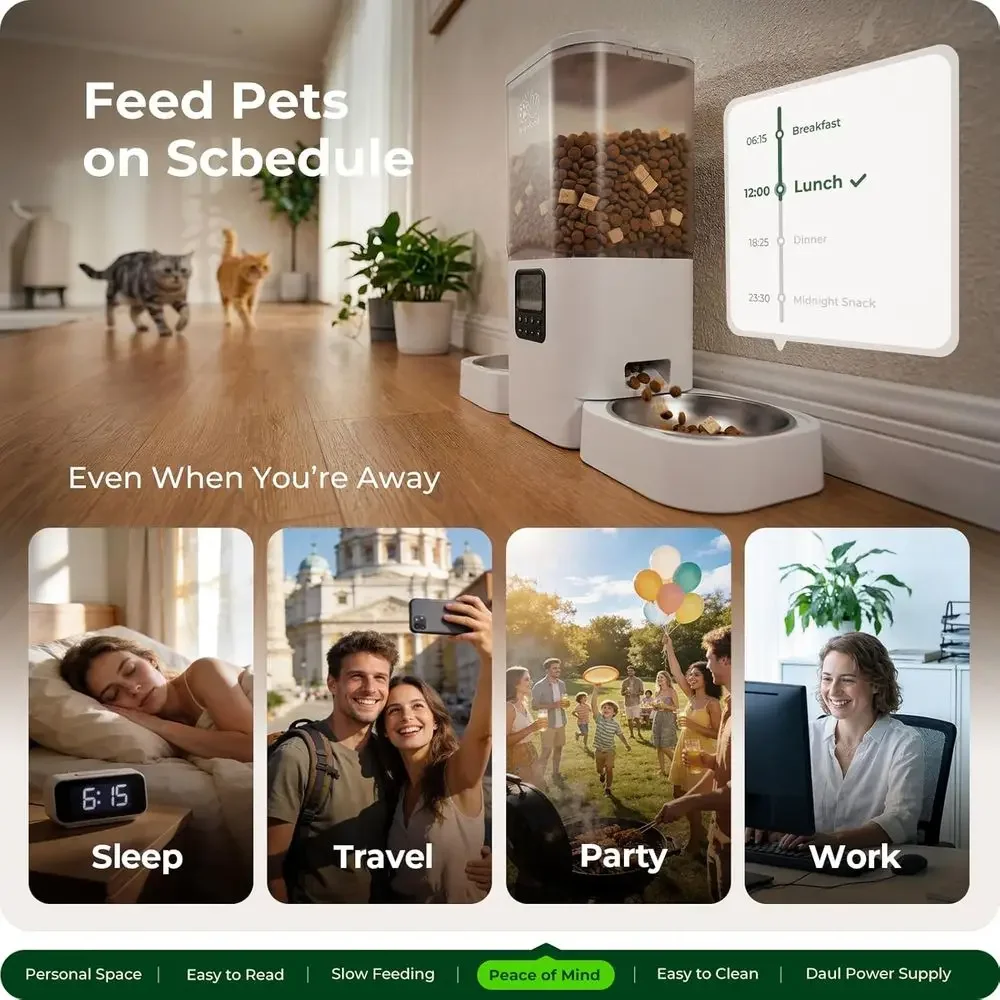 Feed Pets
on Scbedule
06:15 Breakfast
12:00 Lunch ✓
18:25 Dinner
23:30 Midnight Snack
Even When You’re Away
6:15
Sleep
Travel
Party
Work
Personal Space | Easy to Read | Slow Feeding | Peace of Mind | Easy to Clean | Daul Power Supply